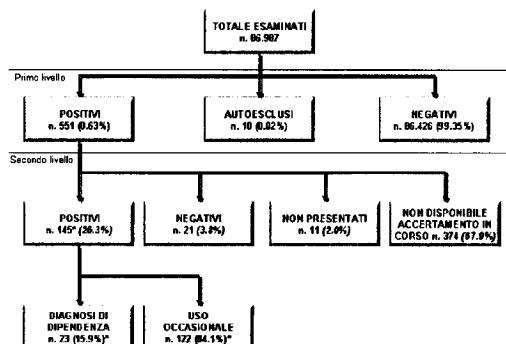 TOTALE ESAMINATI
n. 86.987
Primo livello
POSITIVI
n. 551 (0.63%)
AUTOESCLUSI
n. 10 (0.02%)
NEGATIVI
n. 86.426 (99.35%)
Secondo livello
POSITIVI
n. 145* (26.3%)
NEGATIVI
n. 21 (3.8%)
NON PRESENTATI
n. 11 (2.0%)
NON DISPONIBILE
ACCERTAMENTO IN
CORSO n. 374 (67.9%)
DIAGNOSI DI
DIPENDENZA
n. 23 (15.9%)*
USO
OCCASIONALE
n. 122 (84.1%)*